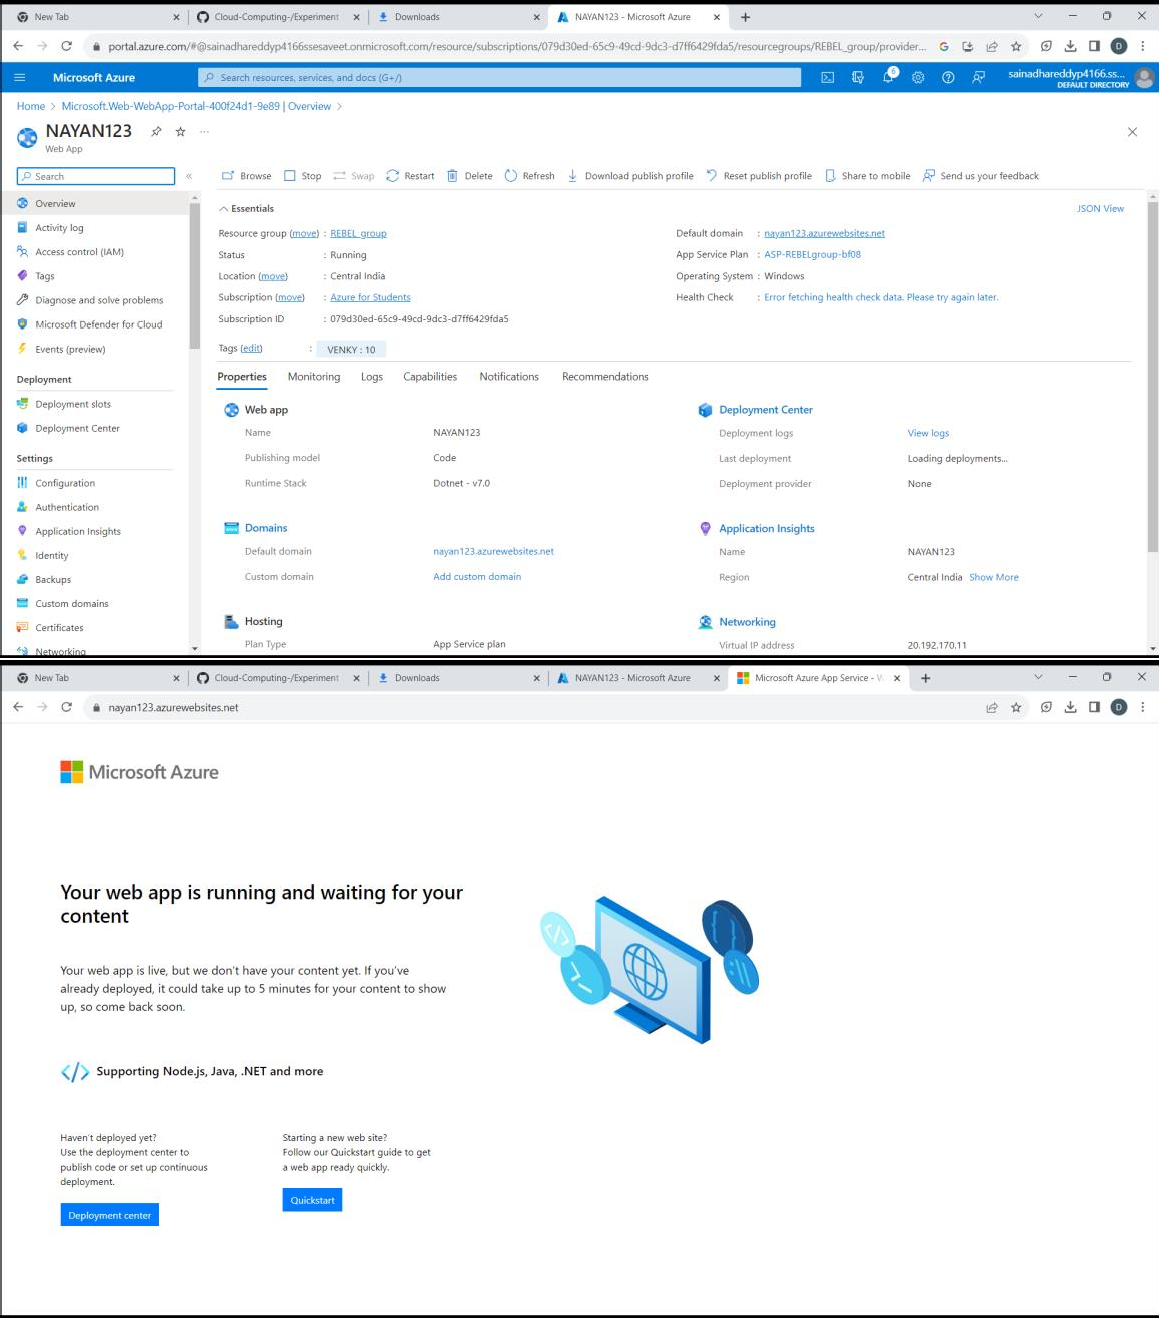 New Tab
Cloud-Computing-/Experiment
Downloads
NAYAN123 - Microsoft Azure
portal.azure.com/#@sainadhareddyp4166ssesaveet.onmicrosoft.com/resource/subscriptions/079d30ed-65c9-49cd-9dc3-d7ff6429fda5/resourcegroups/REBEL_group/provider...
D
Microsoft Azure
Search resources, services, and docs (G+/)
6
sainadhareddyp4166.ss...
DEFAULT DIRECTORY
Home > Microsoft.Web-WebApp-Portal-400f24d1-9e89 | Overview >
NAYAN123
Web App
Search
Browse Stop Swap Restart Delete Refresh Download publish profile Reset publish profile Share to mobile Send us your feedback
Overview
Activity log
Access control (IAM)
Tags
Diagnose and solve problems
Microsoft Defender for Cloud
Events (preview)
Deployment
Deployment slots
Deployment Center
Settings
Configuration
Authentication
Application Insights
Identity
Backups
Custom domains
Certificates
Networking
Essentials
JSON View
Resource group (move) : REBEL_group
Status : Running
Location (move) : Central India
Subscription (move) : Azure for Students
Subscription ID : 079d30ed-65c9-49cd-9dc3-d7ff6429fda5
Default domain : nayan123.azurewebsites.net
App Service Plan : ASP-REBELgroup-bf08
Operating System : Windows
Health Check : Error fetching health check data. Please try again later.
Tags (edit) : VENKY : 10
Properties Monitoring Logs Capabilities Notifications Recommendations
Web app
Name NAYAN123
Publishing model Code
Runtime Stack Dotnet - v7.0
Domains
Default domain nayan123.azurewebsites.net
Custom domain Add custom domain
Hosting
Plan Type App Service plan
Deployment Center
Deployment logs View logs
Last deployment Loading deployments...
Deployment provider None
Application Insights
Name NAYAN123
Region Central India Show More
Networking
Virtual IP address 20.192.170.11
New Tab
Cloud-Computing-/Experiment
Downloads
NAYAN123 - Microsoft Azure
Microsoft Azure App Service - W
nayan123.azurewebsites.net
D
Microsoft Azure
Your web app is running and waiting for your
content
Your web app is live, but we don't have your content yet. If you've
already deployed, it could take up to 5 minutes for your content to show
up, so come back soon.
</> Supporting Node.js, Java, .NET and more
Haven't deployed yet?
Use the deployment center to
publish code or set up continuous
deployment.
Deployment center
Starting a new web site?
Follow our Quickstart guide to get
a web app ready quickly.
Quickstart